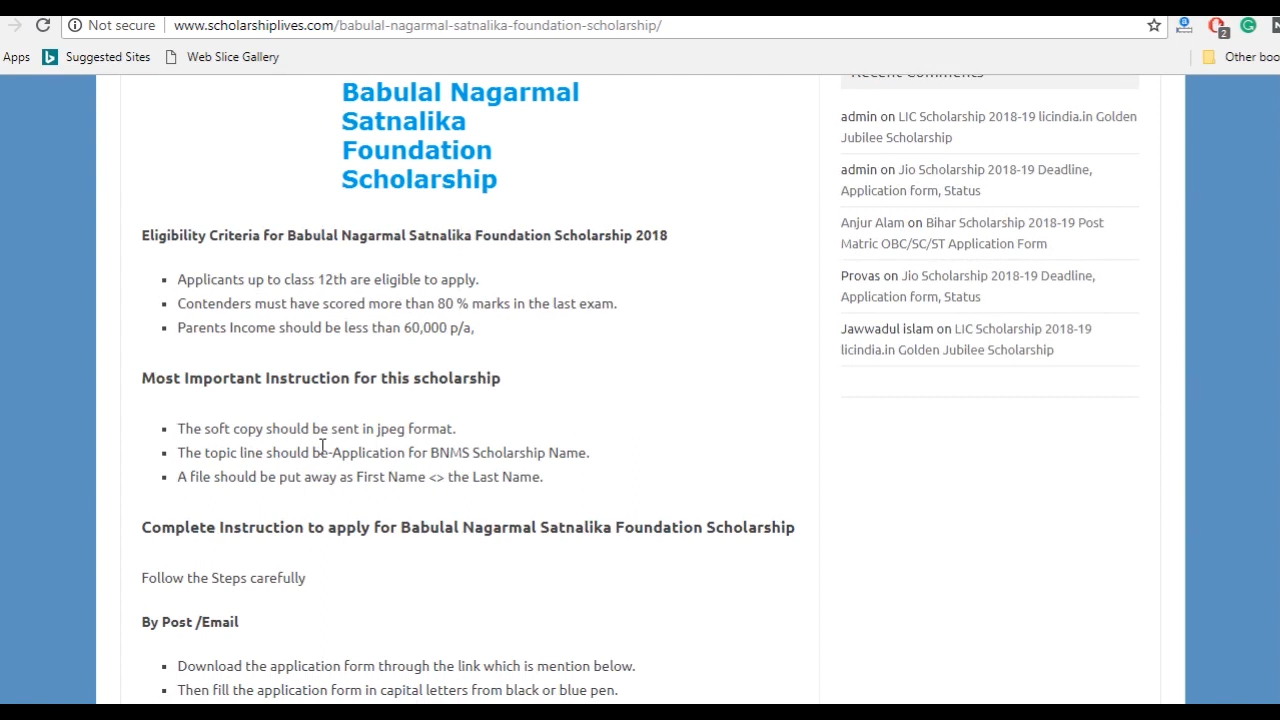 Not secure www.scholarshiplives.com/babulal-nagarmal-satnalika-foundation-scholarship/
2
Apps Suggested Sites Web Slice Gallery Other boo
Babulal Nagarmal
Satnalika
Foundation
Scholarship
Eligibility Criteria for Babulal Nagarmal Satnalika Foundation Scholarship 2018
Applicants up to class 12th are eligible to apply.
Contenders must have scored more than 80 % marks in the last exam.
Parents Income should be less than 60,000 p/a,
Most Important Instruction for this scholarship
The soft copy should be sent in jpeg format.
The topic line should be-Application for BNMS Scholarship Name.
A file should be put away as First Name <> the Last Name.
Complete Instruction to apply for Babulal Nagarmal Satnalika Foundation Scholarship
Follow the Steps carefully
By Post /Email
Download the application form through the link which is mention below.
Then fill the application form in capital letters from black or blue pen.
Recent Comments
admin on LIC Scholarship 2018-19 licindia.in Golden
Jubilee Scholarship
admin on Jio Scholarship 2018-19 Deadline,
Application form, Status
Anjur Alam on Bihar Scholarship 2018-19 Post
Matric OBC/SC/ST Application Form
Provas on Jio Scholarship 2018-19 Deadline,
Application form, Status
Jawwadul islam on LIC Scholarship 2018-19
licindia.in Golden Jubilee Scholarship